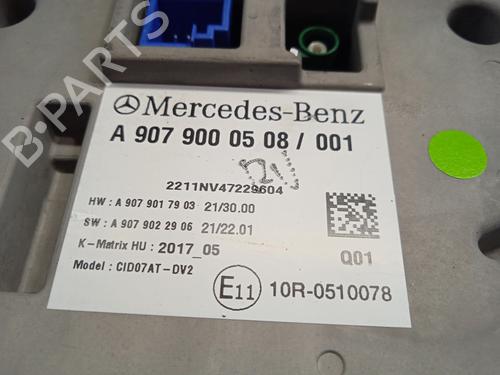 Mercedes-Benz
A 907 900 05 08 / 001
2211NV47229604
HW : A 907 901 79 03 21/30.00
SW : A 907 902 29 06 21/22.01
K-Matrix HU : 2017_05
Q01
Model : CID07AT-DV2
E11 10R-0510078
B-PARTS